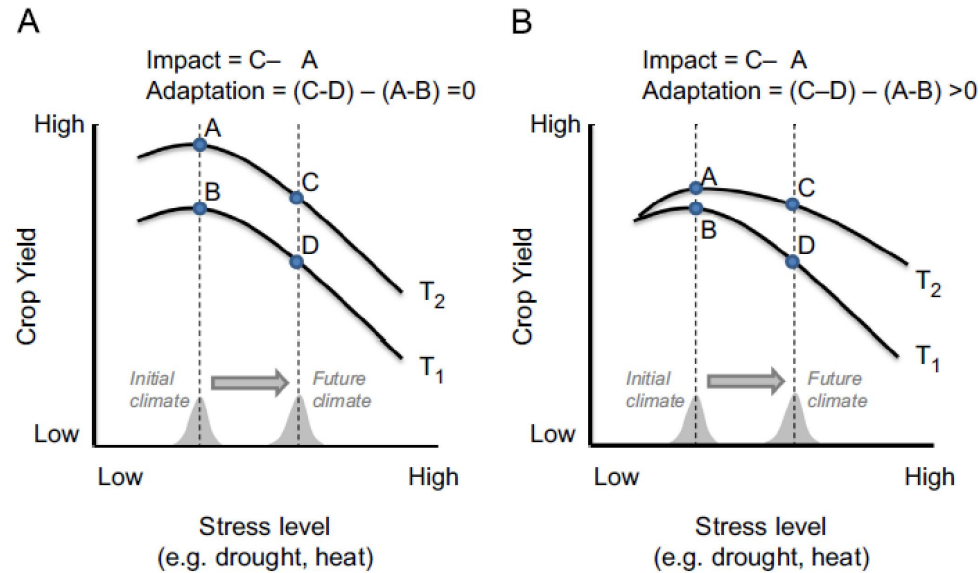 A
Impact = C– A
Adaptation = (C-D) – (A-B) =0
High
A
B
C
D
T2
T1
Crop Yield
Initial climate
Future climate
Low
Low
High
Stress level
(e.g. drought, heat)
B
Impact = C– A
Adaptation = (C–D) – (A-B) >0
High
A
B
C
D
T2
T1
Crop Yield
Initial climate
Future climate
Low
Low
High
Stress level
(e.g. drought, heat)